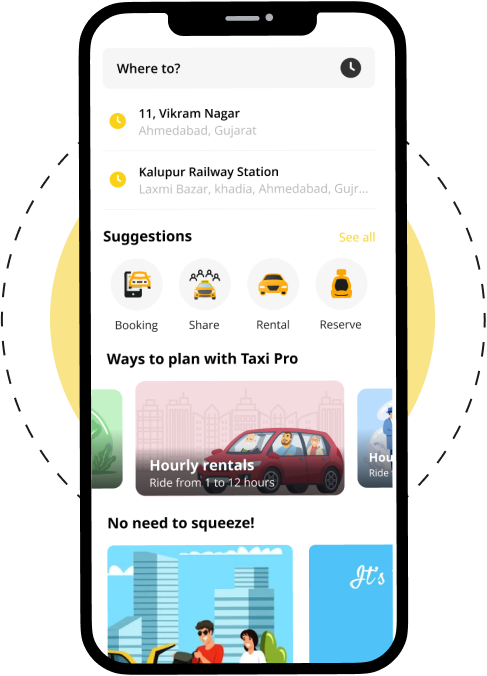 Where to?
11, Vikram Nagar
Ahmedabad, Gujarat
Kalupur Railway Station
Laxmi Bazar, khadia, Ahmedabad, Gujr...
Suggestions
See all
Booking
Share
Rental
Reserve
Ways to plan with Taxi Pro
Hourly rentals
Ride from 1 to 12 hours
Hou
Ride
No need to squeeze!
It's